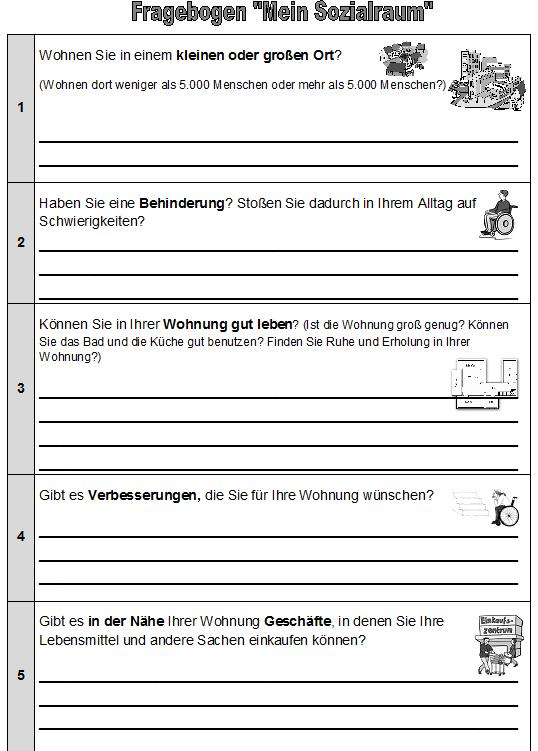 Fragebogen "Mein Sozialraum"
1
Wohnen Sie in einem kleinen oder großen Ort?
(Wohnen dort weniger als 5.000 Menschen oder mehr als 5.000 Menschen?)
2
Haben Sie eine Behinderung? Stoßen Sie dadurch in Ihrem Alltag auf
Schwierigkeiten?
3
Können Sie in Ihrer Wohnung gut leben? (Ist die Wohnung groß genug? Können
Sie das Bad und die Küche gut benutzen? Finden Sie Ruhe und Erholung in Ihrer
Wohnung?)
4
Gibt es Verbesserungen, die Sie für Ihre Wohnung wünschen?
5
Gibt es in der Nähe Ihrer Wohnung Geschäfte, in denen Sie Ihre
Lebensmittel und andere Sachen einkaufen können?
Einkaufs-
zentrum